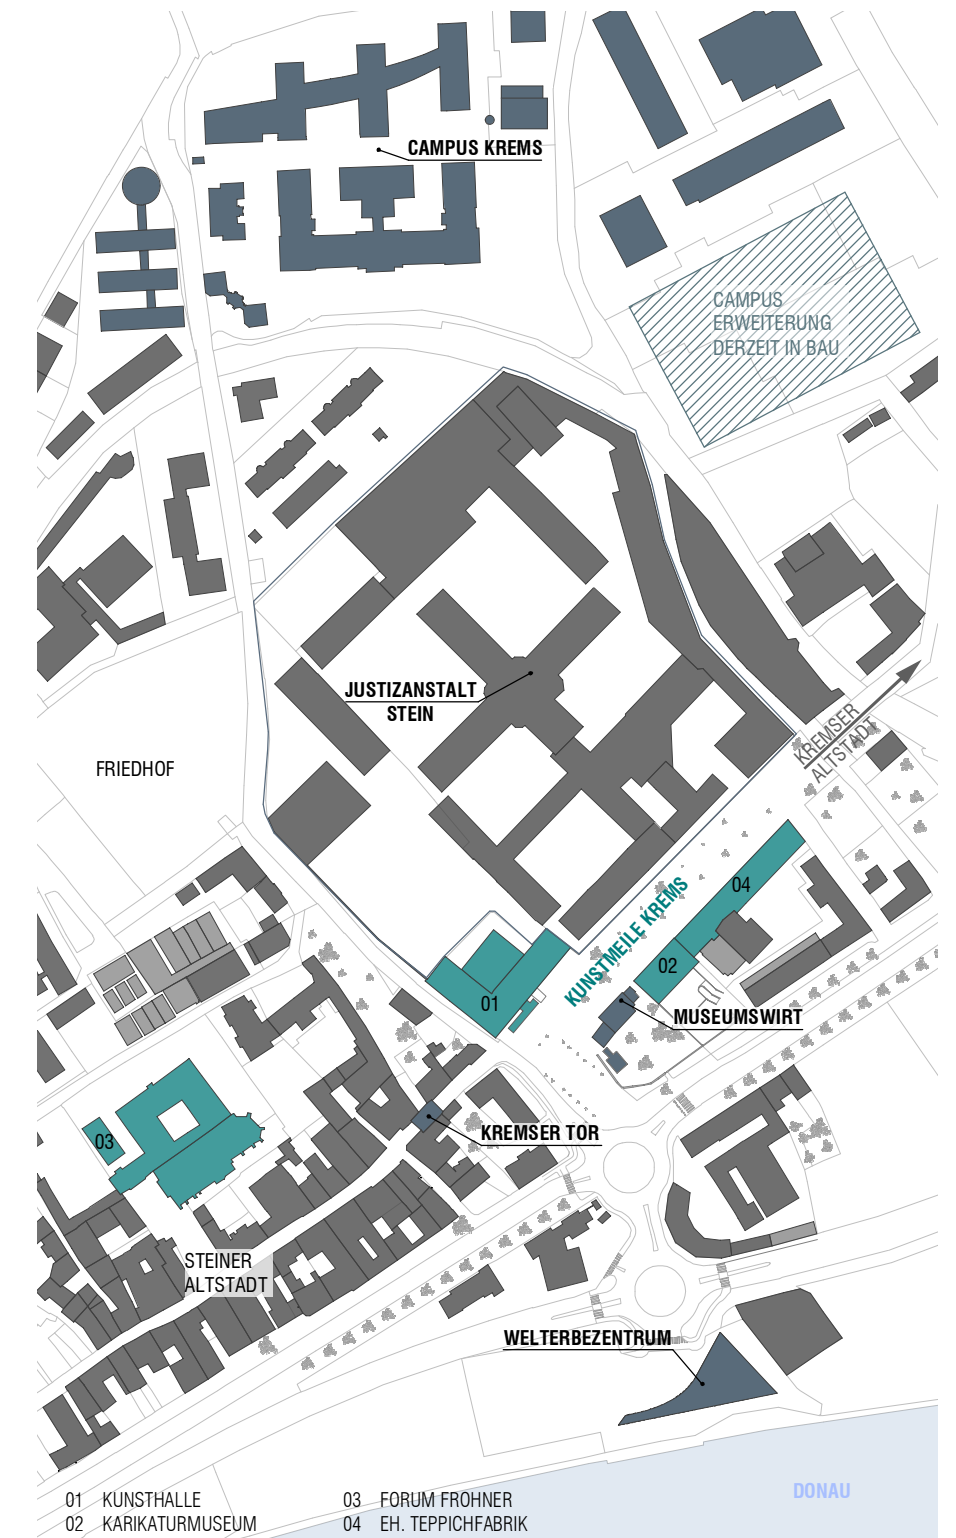 CAMPUS KREMS
CAMPUS
ERWEITERUNG
DERZEIT IN BAU
JUSTIZANSTALT
STEIN
KREMSER
ALTSTADT
FRIEDHOF
04
KUNSTMEILE KREMS
02
01
MUSEUMSWIRT
03
KREMSER TOR
STEINER
ALTSTADT
WELTERBEZENTRUM
DONAU
01 KUNSTHALLE
02 KARIKATURMUSEUM
03 FORUM FROHNER
04 EH. TEPPICHFABRIK